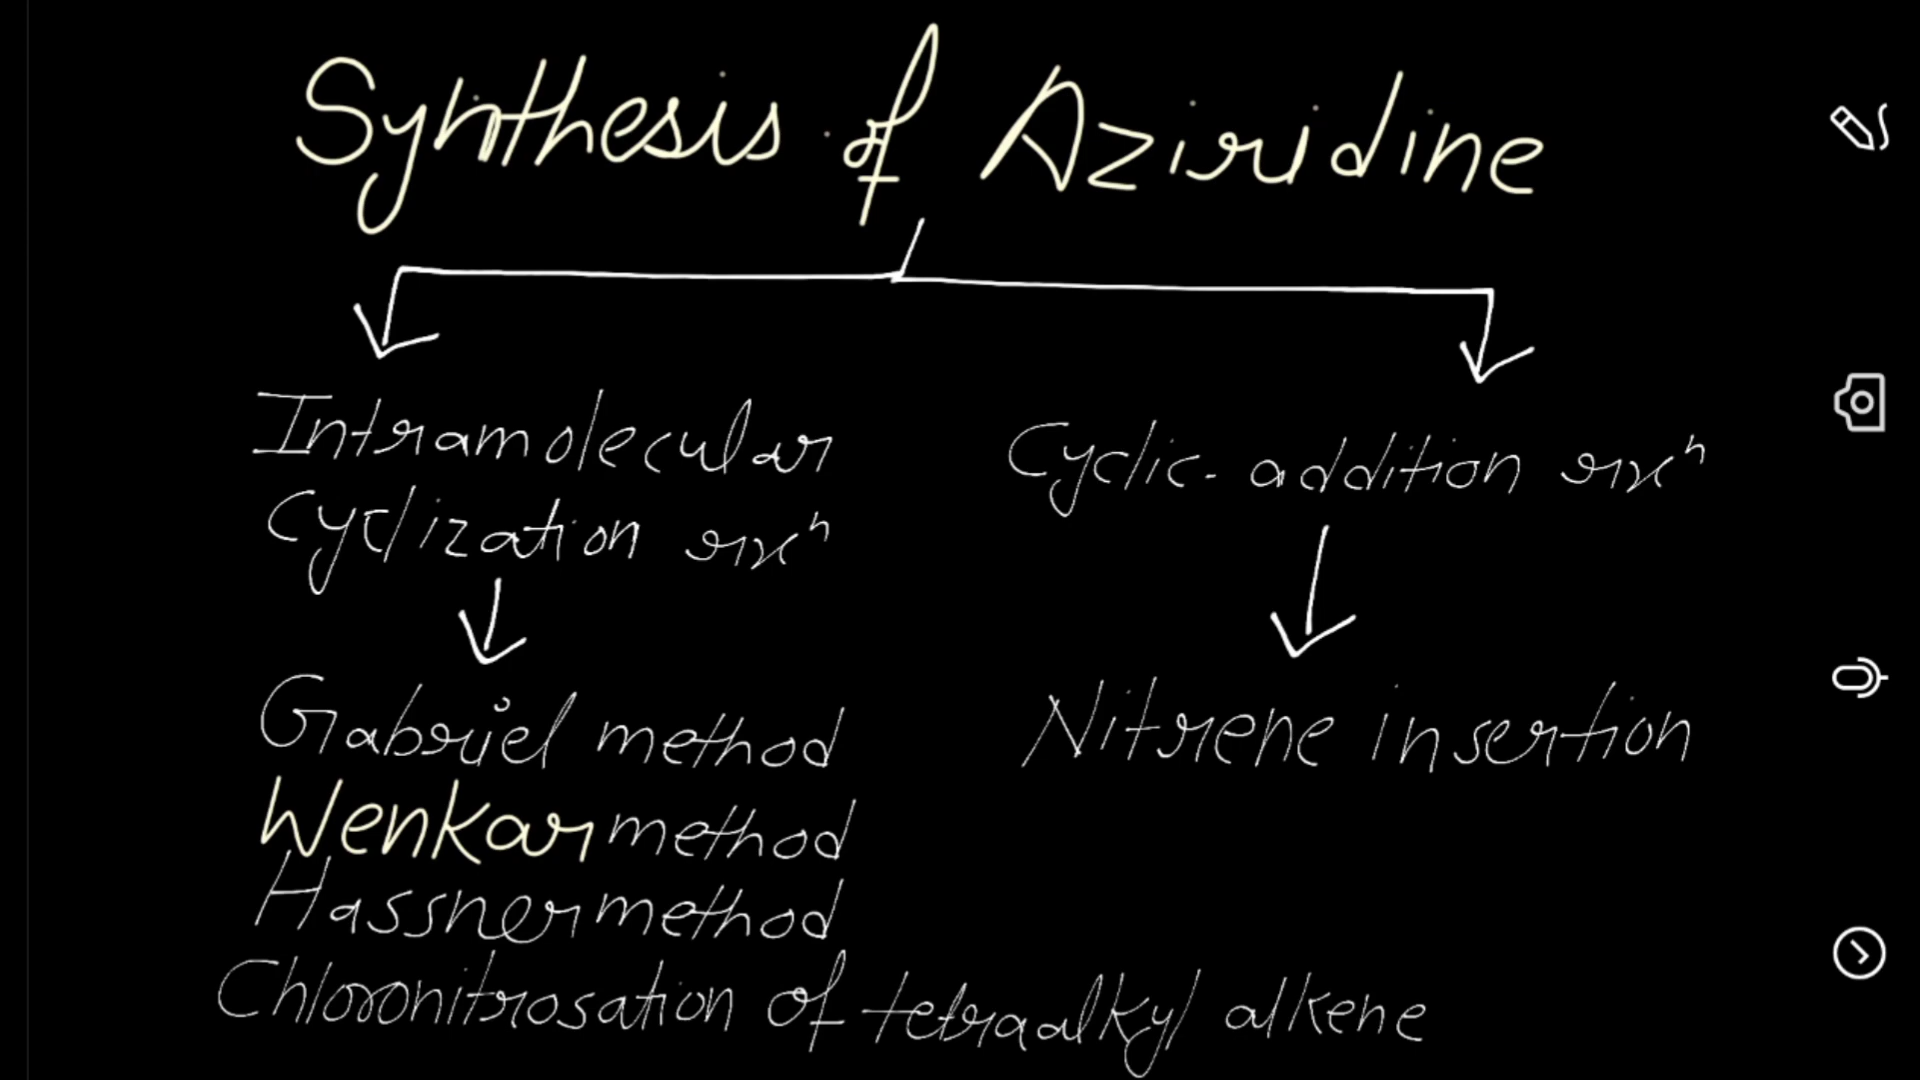 Synthesis of Aziridine
Intramolecular
Cyclization rxⁿ
Cyclic-addition rxⁿ
Gabriel method
Wenkar method
Hassner method
Chloronitrosation of tetraalkyl alkene
Nitrene insertion